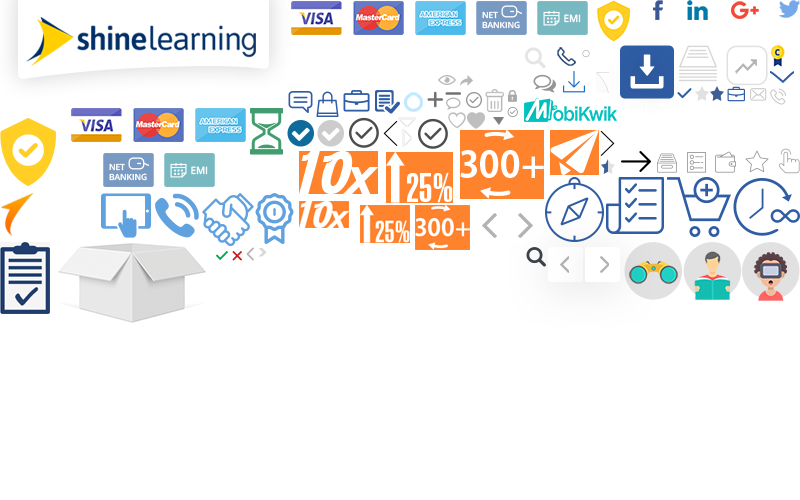 shinelearning
VISA
MasterCard
AMERICAN
EXPRESS
NET
BANKING
EMI
f
in
G+
C
MobiKwik
VISA
MasterCard
AMERICAN
EXPRESS
NET
BANKING
EMI
10x
25%
300+
10x
25%
300+
1